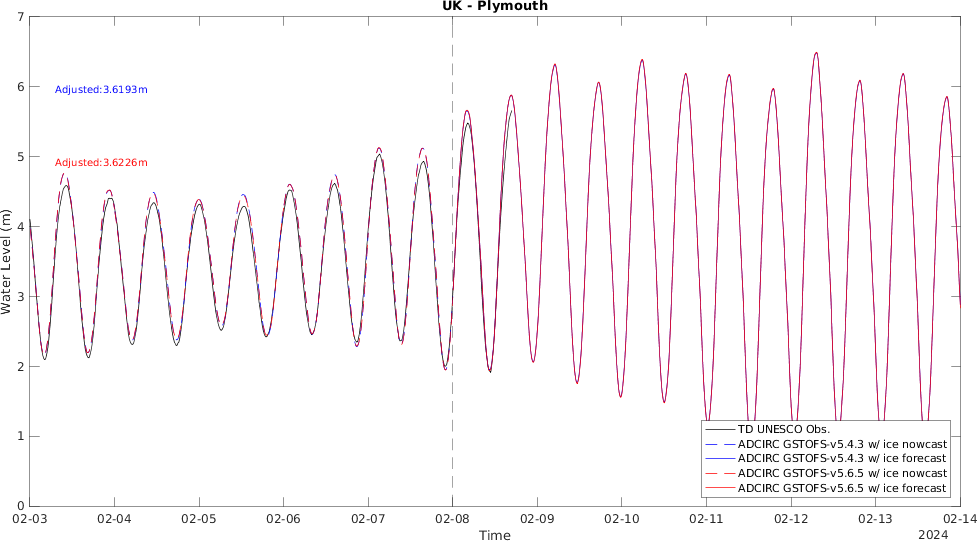 UK - Plymouth
7
6
5
4
3
2
1
0
Water Level (m)
Adjusted:3.6193m
Adjusted:3.6226m
TD UNESCO Obs.
ADCIRC GSTOFS-v5.4.3 w/ ice nowcast
ADCIRC GSTOFS-v5.4.3 w/ ice forecast
ADCIRC GSTOFS-v5.6.5 w/ ice nowcast
ADCIRC GSTOFS-v5.6.5 w/ ice forecast
02-03 02-04 02-05 02-06 02-07 02-08 02-09 02-10 02-11 02-12 02-13 02-14
Time
2024